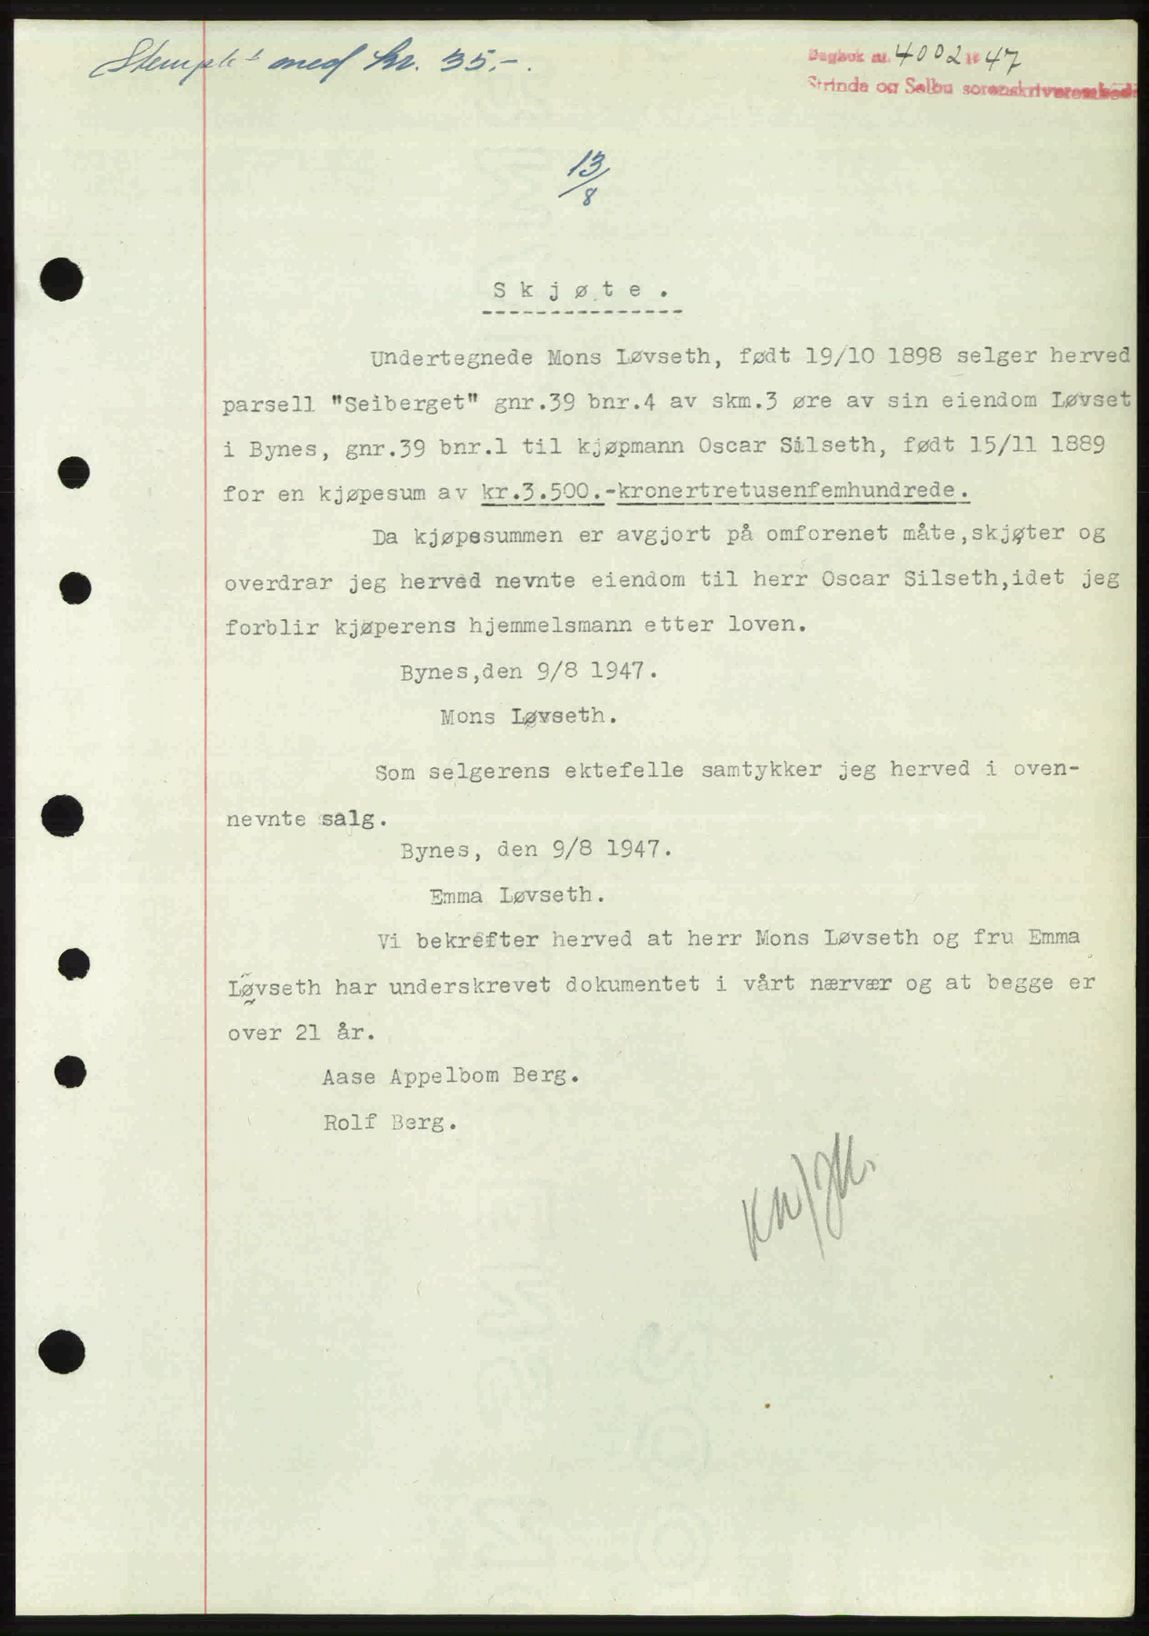 Stemplet med kr. 35.-.
Dagbok nr. 4002 19 47
Strinda og Selbu sorenskriverembede
13/8
S k j ø t e .
Undertegnede Mons Løvseth, født 19/10 1898 selger herved
parsell "Seiberget" gnr.39 bnr.4 av skm.3 øre av sin eiendom Løvset
i Bynes, gnr.39 bnr.1 til kjøpmann Oscar Silseth, født 15/11 1889
for en kjøpesum av kr.3.500.-kronertretusenfemhundrede.
Da kjøpssummen er avgjort på omforenet måte,skjøter og
overdrar jeg herved nevnte eiendom til herr Oscar Silseth,idet jeg
forblir kjøperens hjemmelsmann etter loven.
Bynes,den 9/8 1947.
Mons Løvseth.
Som selgerens ektefelle samtykker jeg herved i oven-
nevnte salg.
Bynes, den 9/8 1947.
Emma Løvseth.
Vi bekrefter herved at herr Mons Løvseth og fru Emma
Løvseth har underskrevet dokumentet i vårt nærvær og at begge er
over 21 år.
Aase Appelbom Berg.
Rolf Berg.